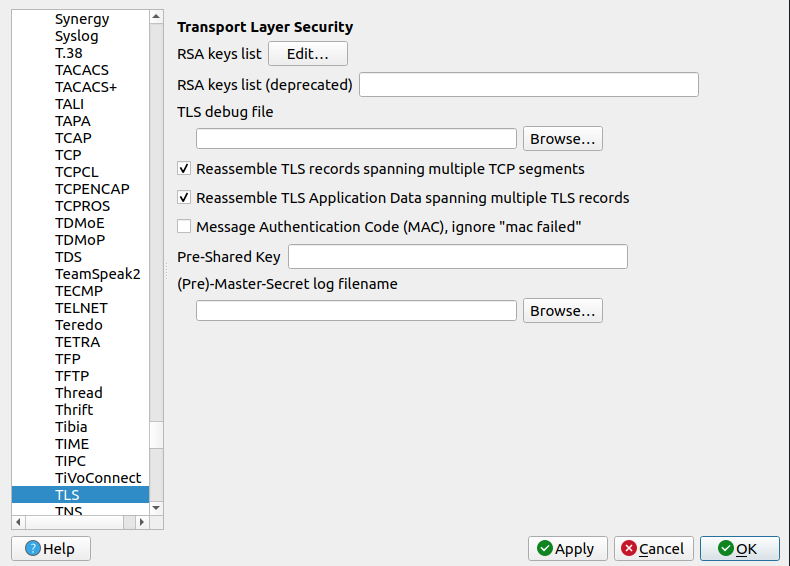 Synergy
Syslog
T.38
TACACS
TACACS+
TALI
TAPA
TCAP
TCP
TCPCL
TCPENCAP
TCPROS
TDMoE
TDMoP
TDS
TeamSpeak2
TECMP
TELNET
Teredo
TETRA
TFP
TFTP
Thread
Thrift
Tibia
TIME
TIPC
TiVoConnect
TLS
TNS
Transport Layer Security
RSA keys list Edit...
RSA keys list (deprecated)
TLS debug file
Browse...
Reassemble TLS records spanning multiple TCP segments
Reassemble TLS Application Data spanning multiple TLS records
Message Authentication Code (MAC), ignore "mac failed"
Pre-Shared Key
(Pre)-Master-Secret log filename
Browse...
Help Apply Cancel OK